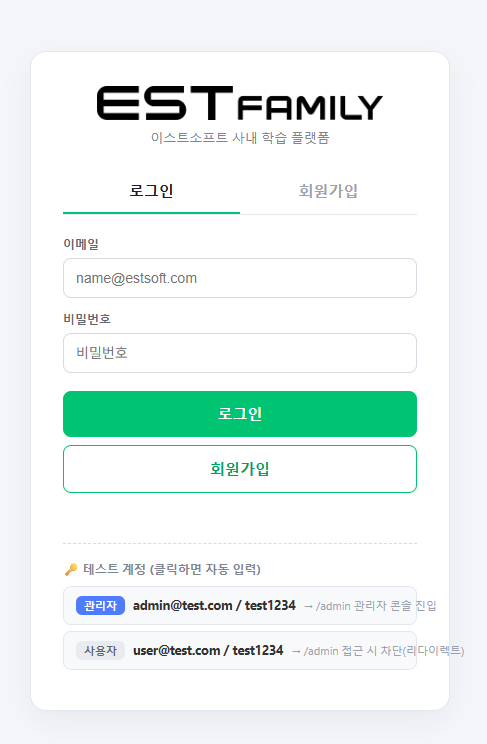 EST FAMILY
이스트소프트 사내 학습 플랫폼
로그인 회원가입
이메일
name@estsoft.com
비밀번호
비밀번호
로그인
회원가입
🔑 테스트 계정 (클릭하면 자동 입력)
관리자 admin@test.com / test1234 → /admin 관리자 콘솔 진입
사용자 user@test.com / test1234 → /admin 접근 시 차단(리다이렉트)